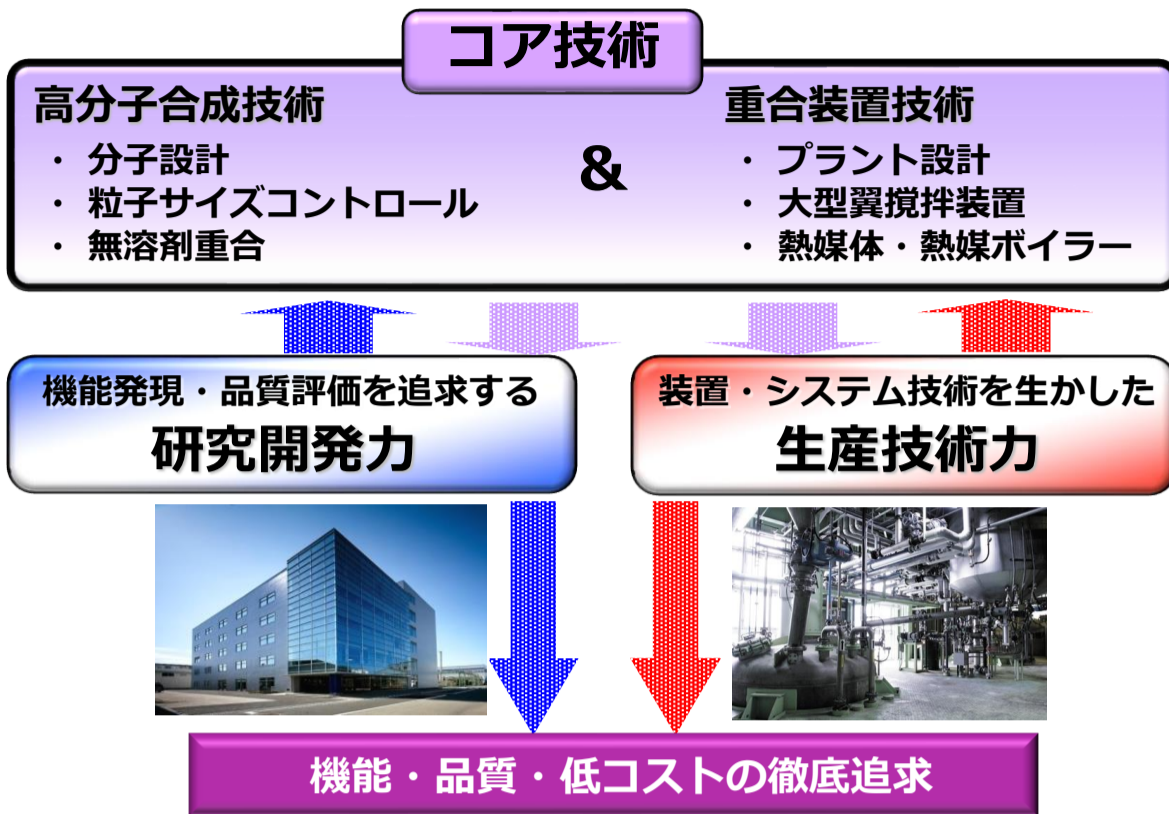 コア技術
高分子合成技術
・ 分子設計
・ 粒子サイズコントロール
・ 無溶剤重合
&
重合装置技術
・ プラント設計
・ 大型翼撹拌装置
・ 熱媒体・熱媒ボイラー
機能発現・品質評価を追求する
研究開発力
装置・システム技術を生かした
生産技術力
機能・品質・低コストの徹底追求